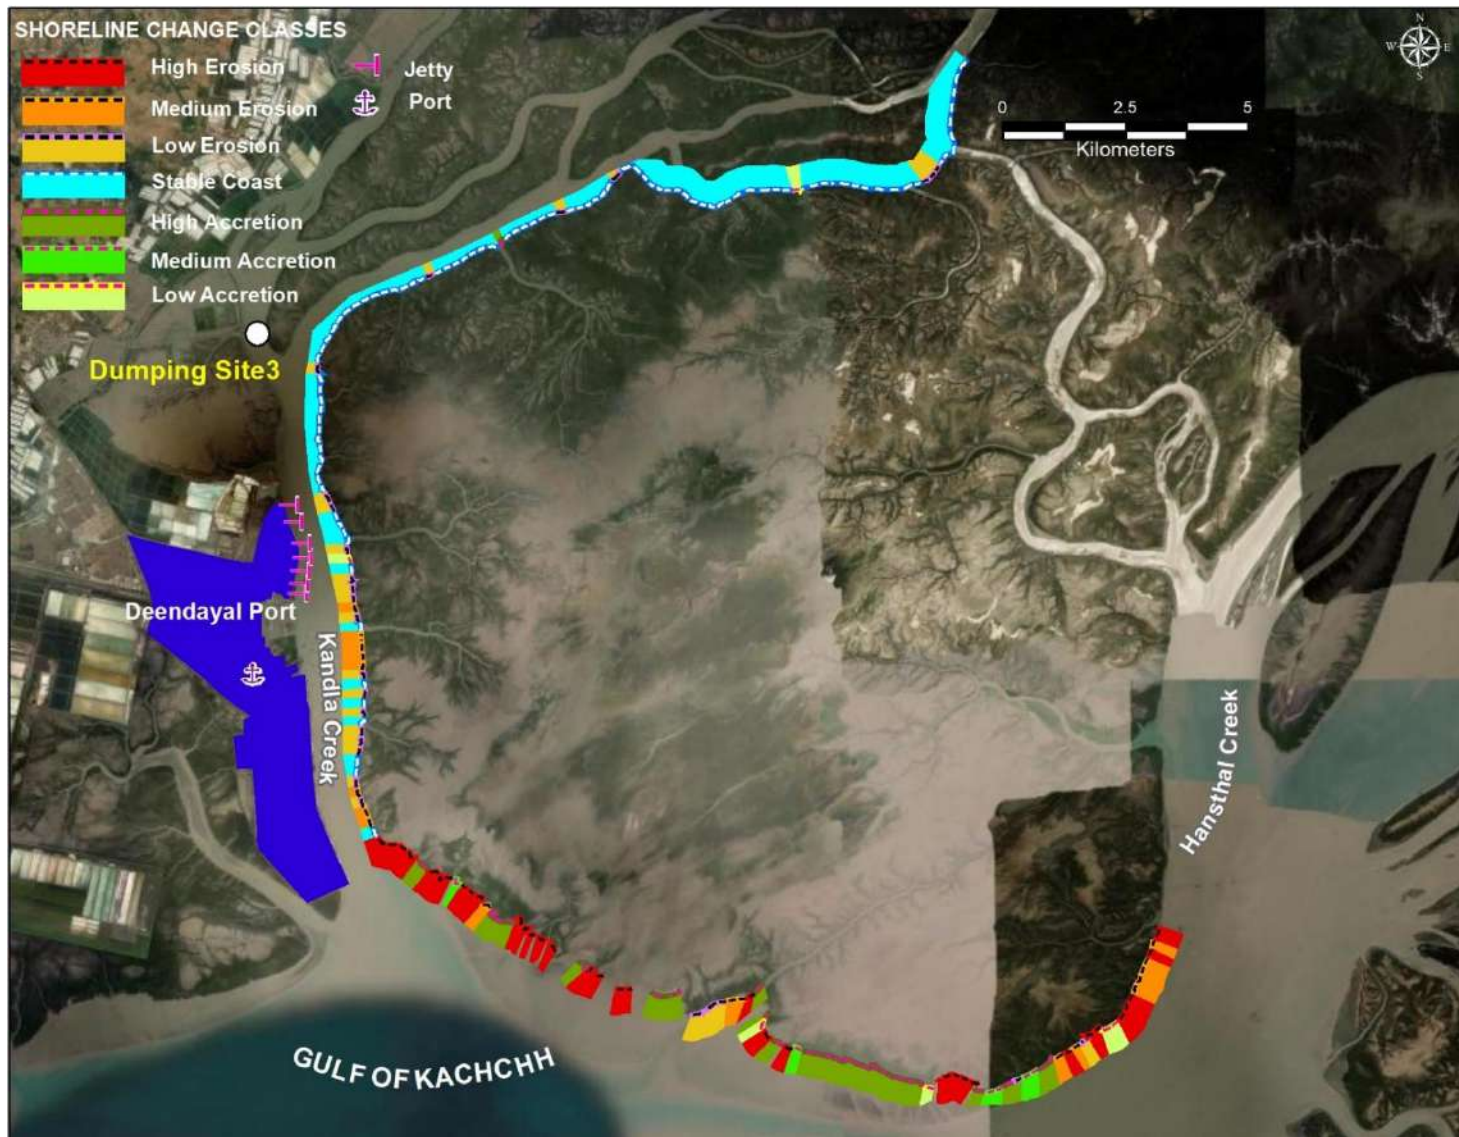 SHORELINE CHANGE CLASSES
High Erosion
Medium Erosion
Low Erosion
Stable Coast
High Accretion
Medium Accretion
Low Accretion
Jetty
Port
N
W E
S
0 2.5 5
Kilometers
Dumping Site3
Deendayal Port
Kandla Creek
Hansthal Creek
GULF OF KACHCHH